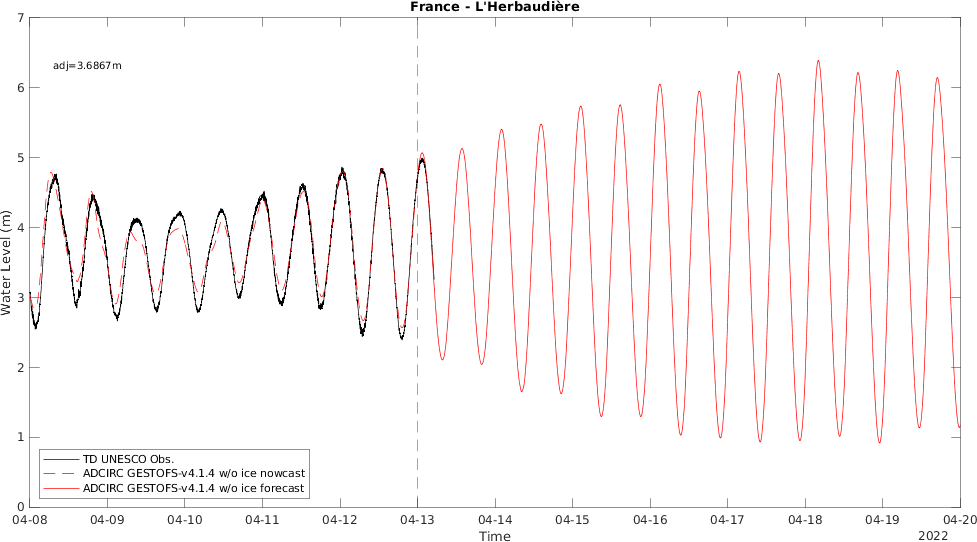 France - L'Herbaudière
7
adj=3.6867m
6
5
4
3
2
1
0
Water Level (m)
TD UNESCO Obs.
ADCIRC GESTOFS-v4.1.4 w/o ice nowcast
ADCIRC GESTOFS-v4.1.4 w/o ice forecast
04-08 04-09 04-10 04-11 04-12 04-13 04-14 04-15 04-16 04-17 04-18 04-19 04-20
Time
2022